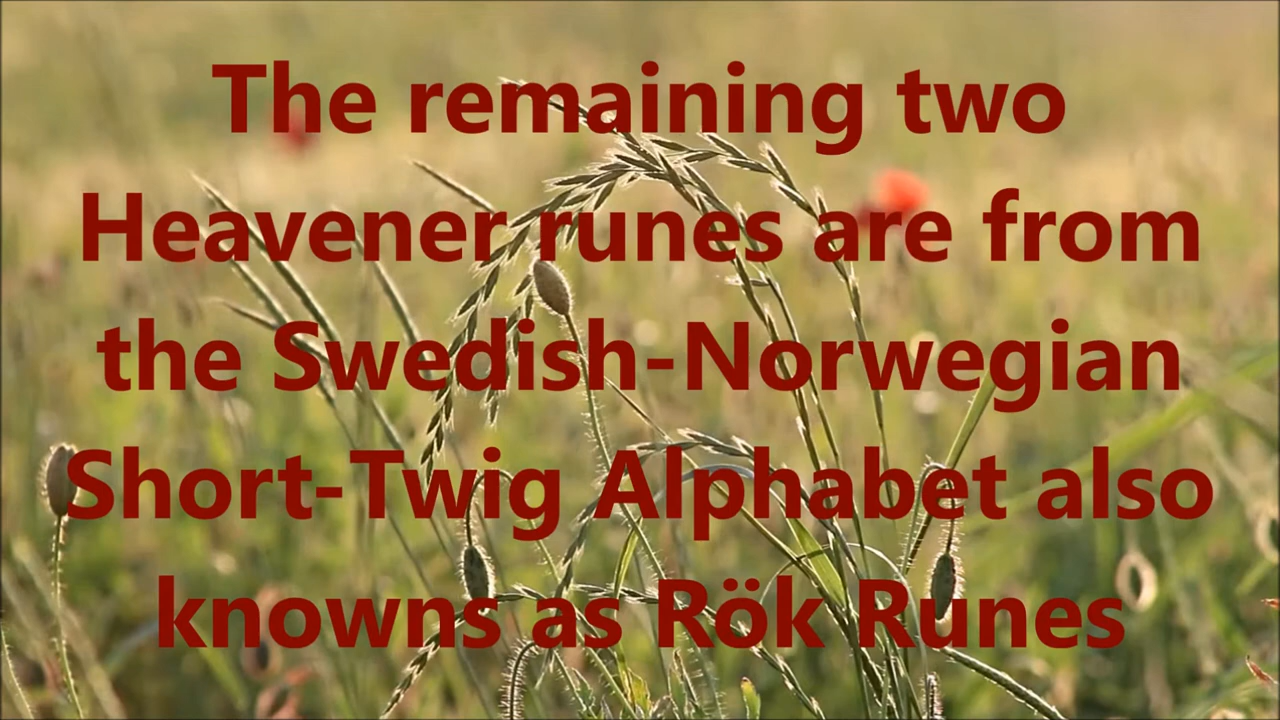 The remaining two
Heavener runes are from
the Swedish-Norwegian
Short-Twig Alphabet also
knowns as Rök Runes